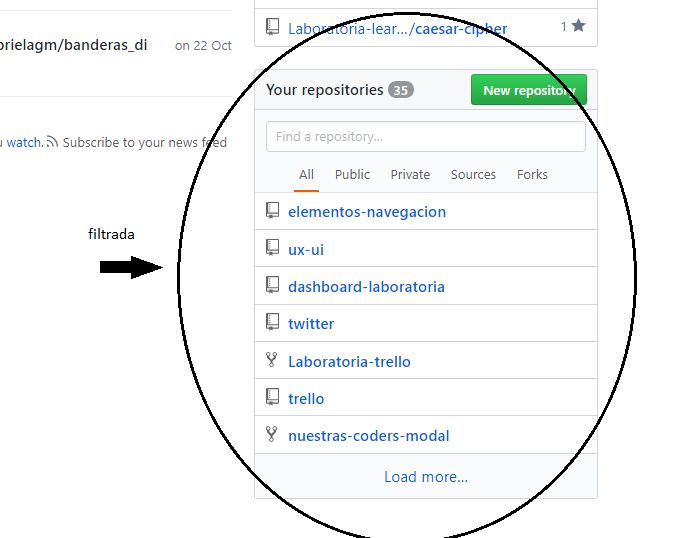 Laboratoria-lear.../caesar-cipher 1
brielagm/banderas_di on 22 Oct
Your repositories 35 New repository
Find a repository...
watch. Subscribe to your news feed
All Public Private Sources Forks
elementos-navegacion
filtrada
ux-ui
dashboard-laboratoria
twitter
Laboratoria-trello
trello
nuestras-coders-modal
Load more...